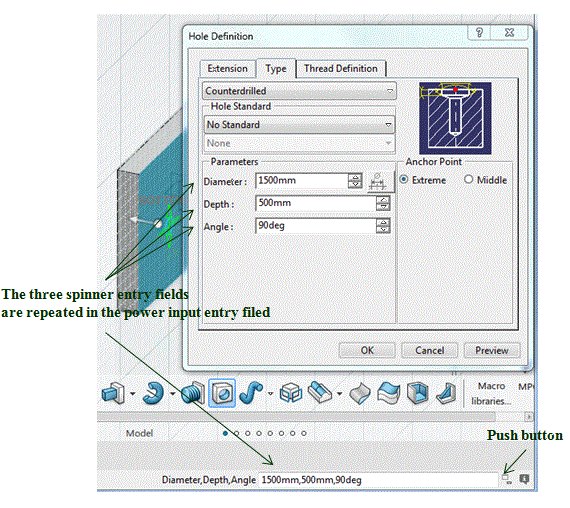 Hole Definition
Extension
Type
Thread Definition
Counterdrilled
Hole Standard
No Standard
None
Parameters
Anchor Point
Diameter :
1500mm
Extreme
Middle
Depth :
500mm
Angle :
90deg
The three spinner entry fields
are repeated in the power input entry filed
OK
Cancel
Preview
Macro
libraries...
Model
Push button
Diameter,Depth,Angle
1500mm,500mm,90deg